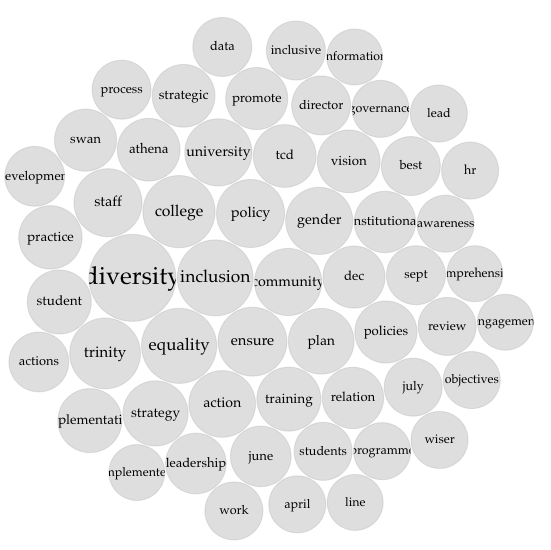 data
inclusive
nformation
process
strategic
promote
director
governance
lead
swan
athena
university
tcd
vision
best
hr
evelopmen
staff
college
policy
gender
nstitutiona
awareness
practice
diversity
inclusion
community
dec
sept
mprehensi
student
trinity
equality
ensure
plan
policies
review
ngagemen
actions
plementati
strategy
action
training
relation
july
objectives
mplemente
leadership
june
students
programme
wiser
work
april
line